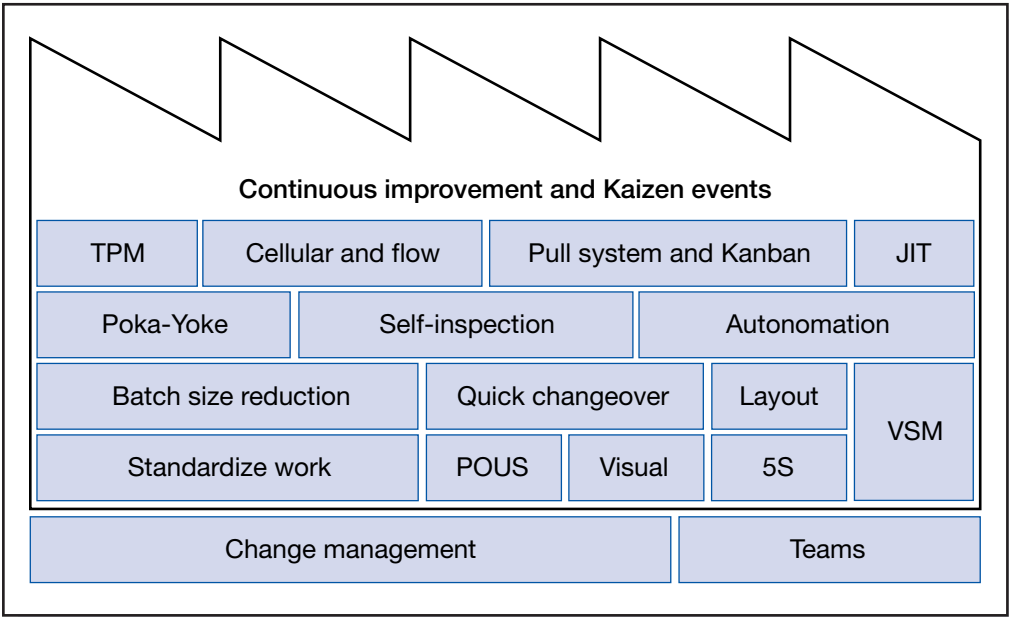 Continuous improvement and Kaizen events
TPM
Cellular and flow
Pull system and Kanban
JIT
Poka-Yoke
Self-inspection
Autonomation
Batch size reduction
Quick changeover
Layout
VSM
Standardize work
POUS
Visual
5S
Change management
Teams